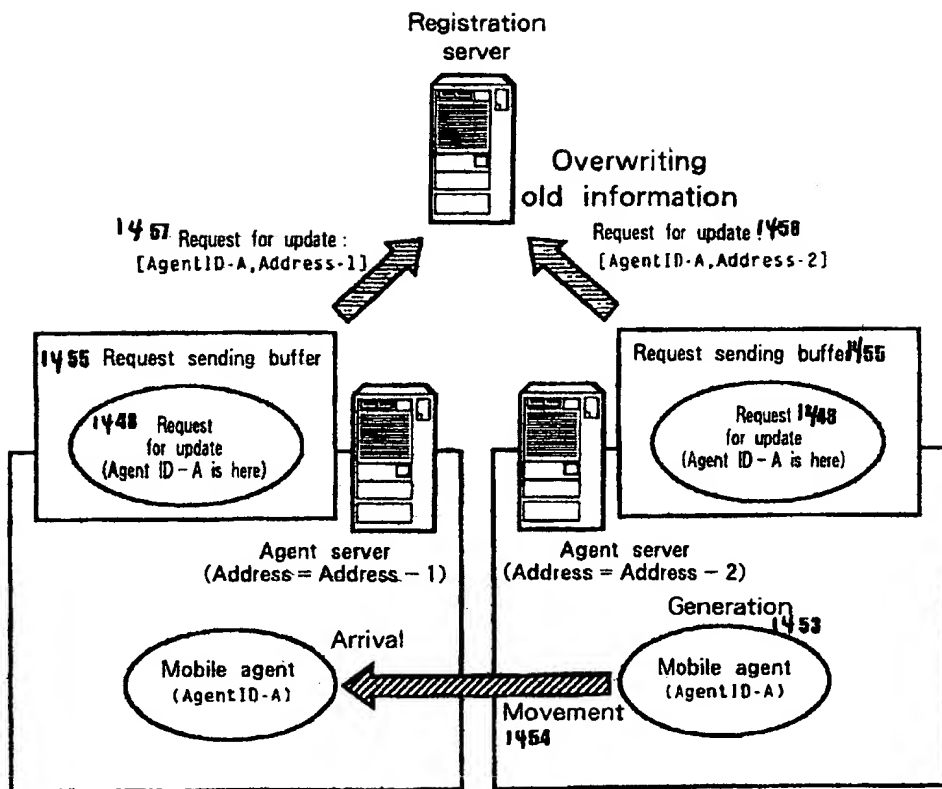 Registration
server
Overwriting
old information
1457 Request for update :
[AgentID-A,Address-1]
Request for update : 1458
[AgentID-A,Address-2]
1455 Request sending buffer
1448 Request
for update
(Agent ID – A is here)
Request sending buffer 1455
Request 1448
for update
(Agent ID – A is here)
Agent server
(Address = Address – 1)
Agent server
(Address = Address – 2)
Generation
1453
Arrival
Mobile agent
(AgentID-A)
Mobile agent
(AgentID-A)
Movement
1454